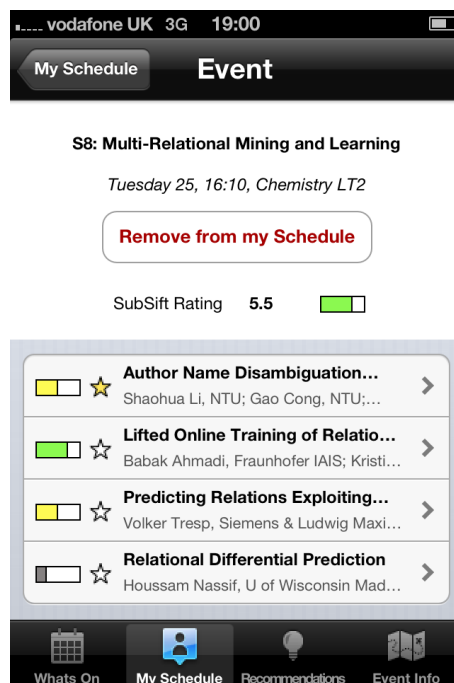 vodafone UK 3G 19:00
My Schedule Event
S8: Multi-Relational Mining and Learning
Tuesday 25, 16:10, Chemistry LT2
Remove from my Schedule
SubSift Rating 5.5
Author Name Disambiguation...
Shaohua Li, NTU; Gao Cong, NTU;...
Lifted Online Training of Relatio...
Babak Ahmadi, Fraunhofer IAIS; Kristi...
Predicting Relations Exploiting...
Volker Tresp, Siemens & Ludwig Maxi...
Relational Differential Prediction
Houssam Nassif, U of Wisconsin Mad...
Whats On My Schedule Recommendations Event Info